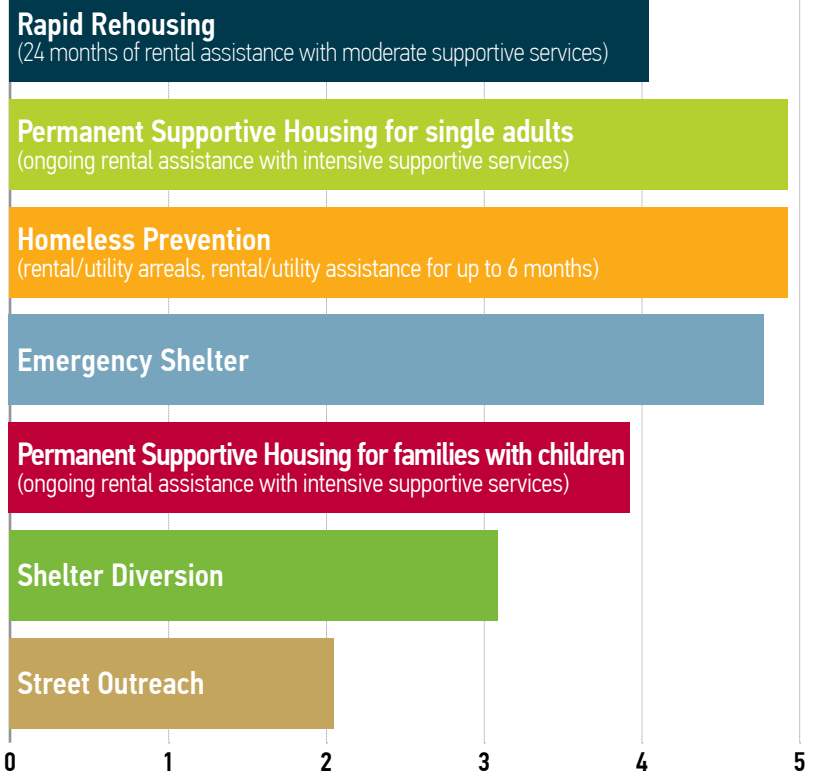 Rapid Rehousing
(24 months of rental assistance with moderate supportive services)
Permanent Supportive Housing for single adults
(ongoing rental assistance with intensive supportive services)
Homeless Prevention
(rental/utility arreals, rental/utility assistance for up to 6 months)
Emergency Shelter
Permanent Supportive Housing for families with children
(ongoing rental assistance with intensive supportive services)
Shelter Diversion
Street Outreach
0 1 2 3 4 5